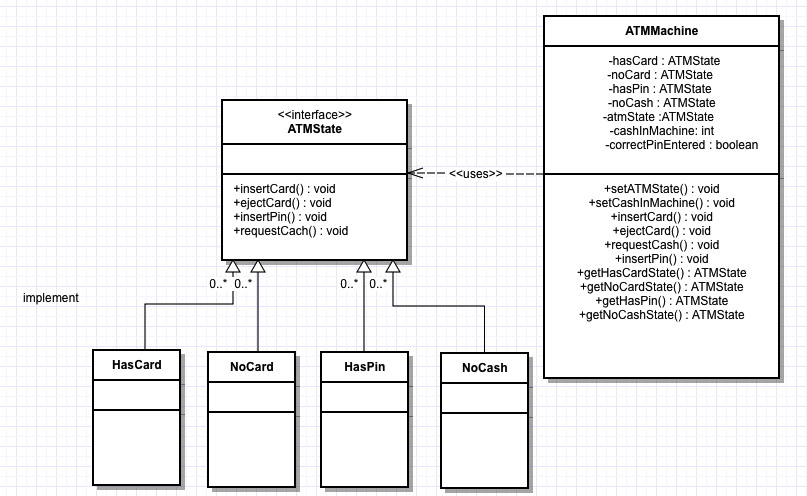 <<interface>>
ATMState
+insertCard() : void
+ejectCard() : void
+insertPin() : void
+requestCach() : void
<<uses>>
ATMMachine
-hasCard : ATMState
-noCard : ATMState
-hasPin : ATMState
-noCash : ATMState
-atmState :ATMState
-cashInMachine: int
-correctPinEntered : boolean
+setATMState() : void
+setCashInMachine() : void
+insertCard() : void
+ejectCard() : void
+requestCash() : void
+insertPin() : void
+getHasCardState() : ATMState
+getNoCardState() : ATMState
+getHasPin() : ATMState
+getNoCashState() : ATMState
0..* 0..* 0..* 0..*
implement
HasCard
NoCard
HasPin
NoCash